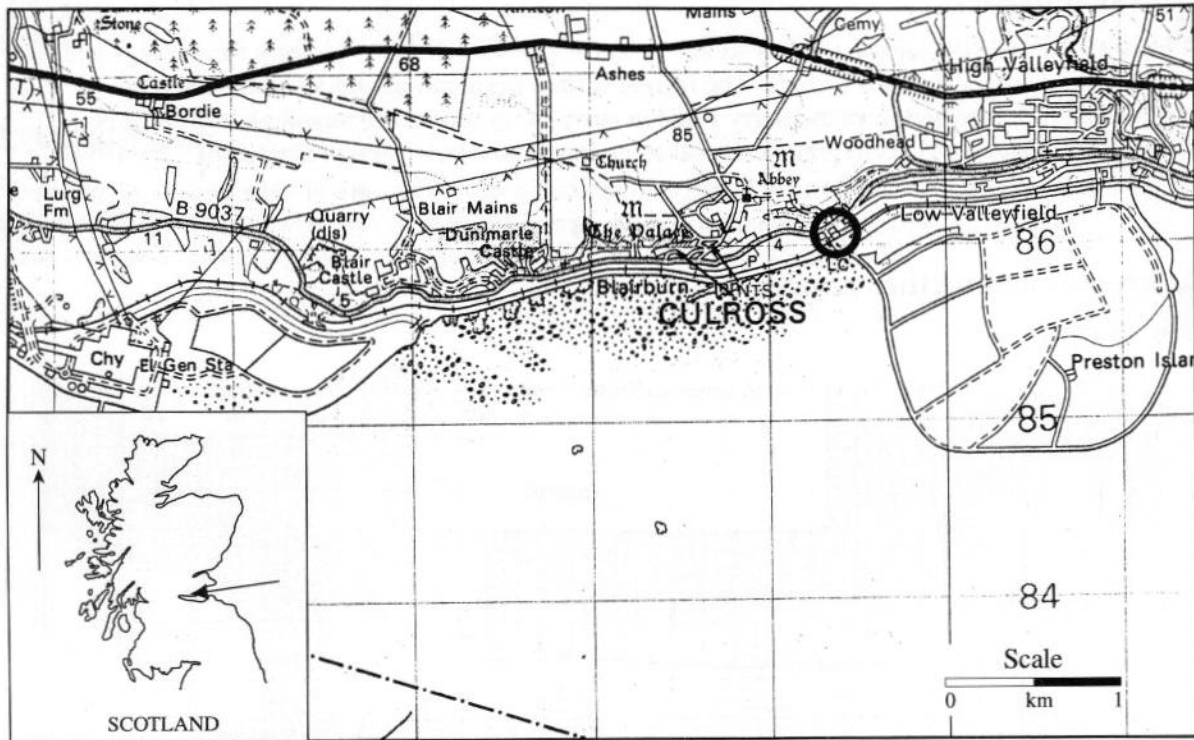 Stone
Mains
Cemy
51
68
Ashes
High Valleyfield
Castle
55
Bordie
85
Woodhead
Church
Abbey
Lurg
Fm
B 9037
Quarry
(dis)
Blair Mains
Low Valleyfield
11
Dunimarle
Castle
The Palace
86
Blair
Castle
P
4
LC
5
Blairburn
CULROSS
Chy
El Gen Sta
Preston Islan
85
N
84
Scale
0 km 1
SCOTLAND